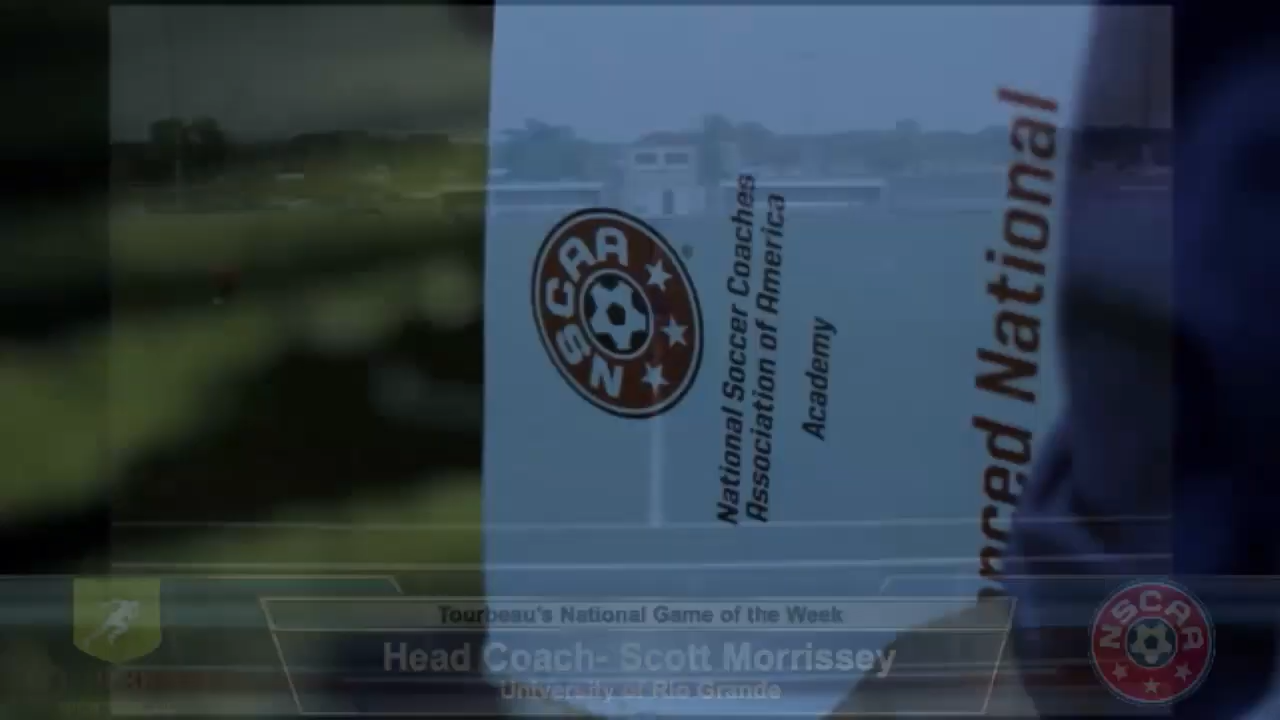 NSCAA
National Soccer Coaches
Association of America
Academy
nced National
Tourbeau's National Game of the Week
Head Coach- Scott Morrissey
University of Rio Grande
NSCAA